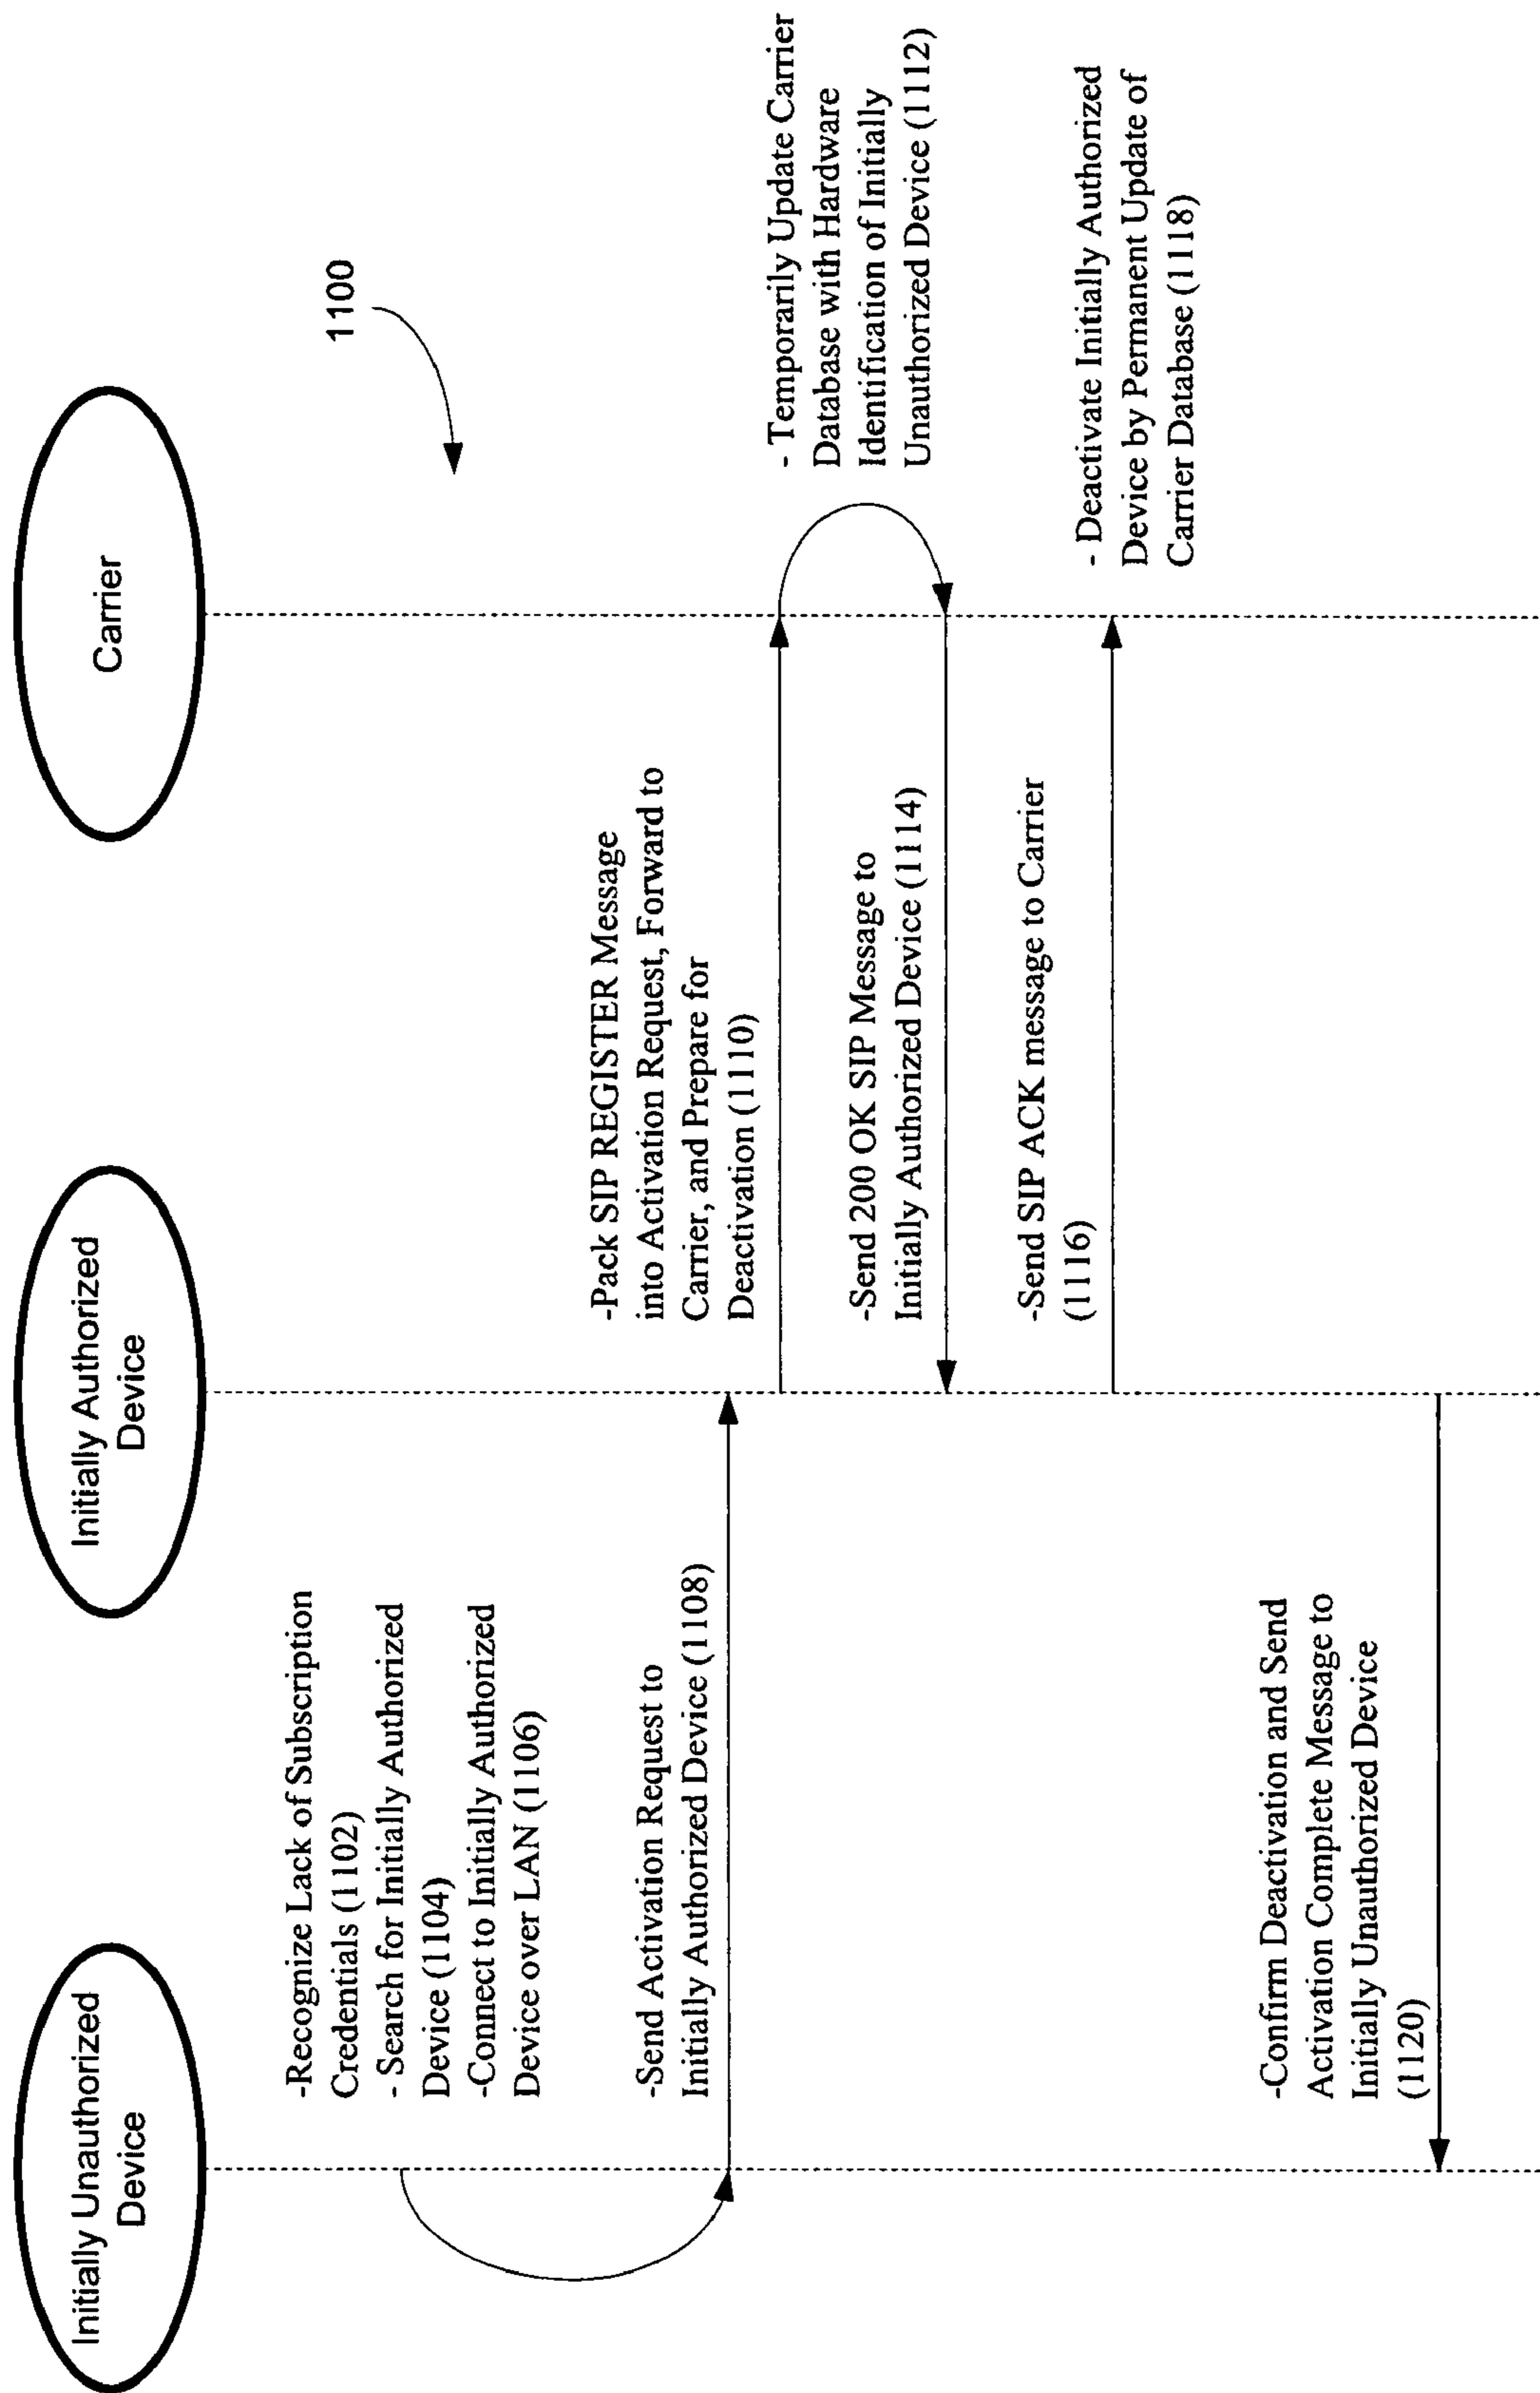 Initially Unauthorized
Device
Initially Authorized
Device
Carrier
1100
-Recognize Lack of Subscription
Credentials (1102)
- Search for Initially Authorized
Device (1104)
-Connect to Initially Authorized
Device over LAN (1106)
-Send Activation Request to
Initially Authorized Device (1108)
-Pack SIP REGISTER Message
into Activation Request, Forward to
Carrier, and Prepare for
Deactivation (1110)
- Temporarily Update Carrier
Database with Hardware
Identification of Initially
Unauthorized Device (1112)
-Send 200 OK SIP Message to
Initially Authorized Device (1114)
-Send SIP ACK message to Carrier
(1116)
- Deactivate Initially Authorized
Device by Permanent Update of
Carrier Database (1118)
-Confirm Deactivation and Send
Activation Complete Message to
Initially Unauthorized Device
(1120)